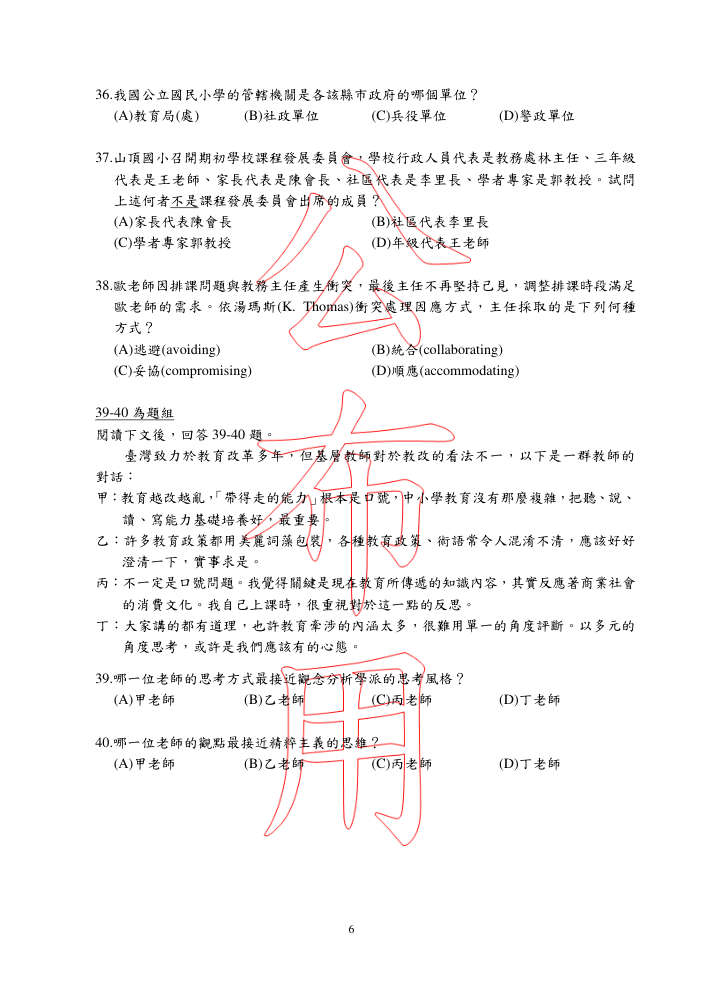 36.我國公立國民小學的管轄機關是各該縣市政府的哪個單位？
(A)教育局(處) (B)社政單位 (C)兵役單位 (D)警政單位
37.山頂國小召開期初學校課程發展委員會，學校行政人員代表是教務處林主任、三年級
代表是王老師、家長代表是陳會長、社區代表是李里長、學者專家是郭教授。試問
上述何者不是課程發展委員會出席的成員？
(A)家長代表陳會長 (B)社區代表李里長
(C)學者專家郭教授 (D)年級代表王老師
38.歐老師因排課問題與教務主任產生衝突，最後主任不再堅持己見，調整排課時段滿足
歐老師的需求。依湯瑪斯(K. Thomas)衝突處理因應方式，主任採取的是下列何種
方式？
(A)逃避(avoiding) (B)統合(collaborating)
(C)妥協(compromising) (D)順應(accommodating)
39-40 為題組
閱讀下文後，回答 39-40 題。
臺灣致力於教育改革多年，但基層教師對於教改的看法不一，以下是一群教師的
對話：
甲：教育越改越亂，「帶得走的能力」根本是口號，中小學教育沒有那麼複雜，把聽、說、
讀、寫能力基礎培養好，最重要。
乙：許多教育政策都用美麗詞藻包裝，各種教育政策、術語常令人混淆不清，應該好好
澄清一下，實事求是。
丙：不一定是口號問題。我覺得關鍵是現在教育所傳遞的知識內容，其實反應著商業社會
的消費文化。我自己上課時，很重視對於這一點的反思。
丁：大家講的都有道理，也許教育牽涉的內涵太多，很難用單一的角度評斷。以多元的
角度思考，或許是我們應該有的心態。
39.哪一位老師的思考方式最接近觀念分析學派的思考風格？
(A)甲老師 (B)乙老師 (C)丙老師 (D)丁老師
40.哪一位老師的觀點最接近精粹主義的思維？
(A)甲老師 (B)乙老師 (C)丙老師 (D)丁老師
公布用
6